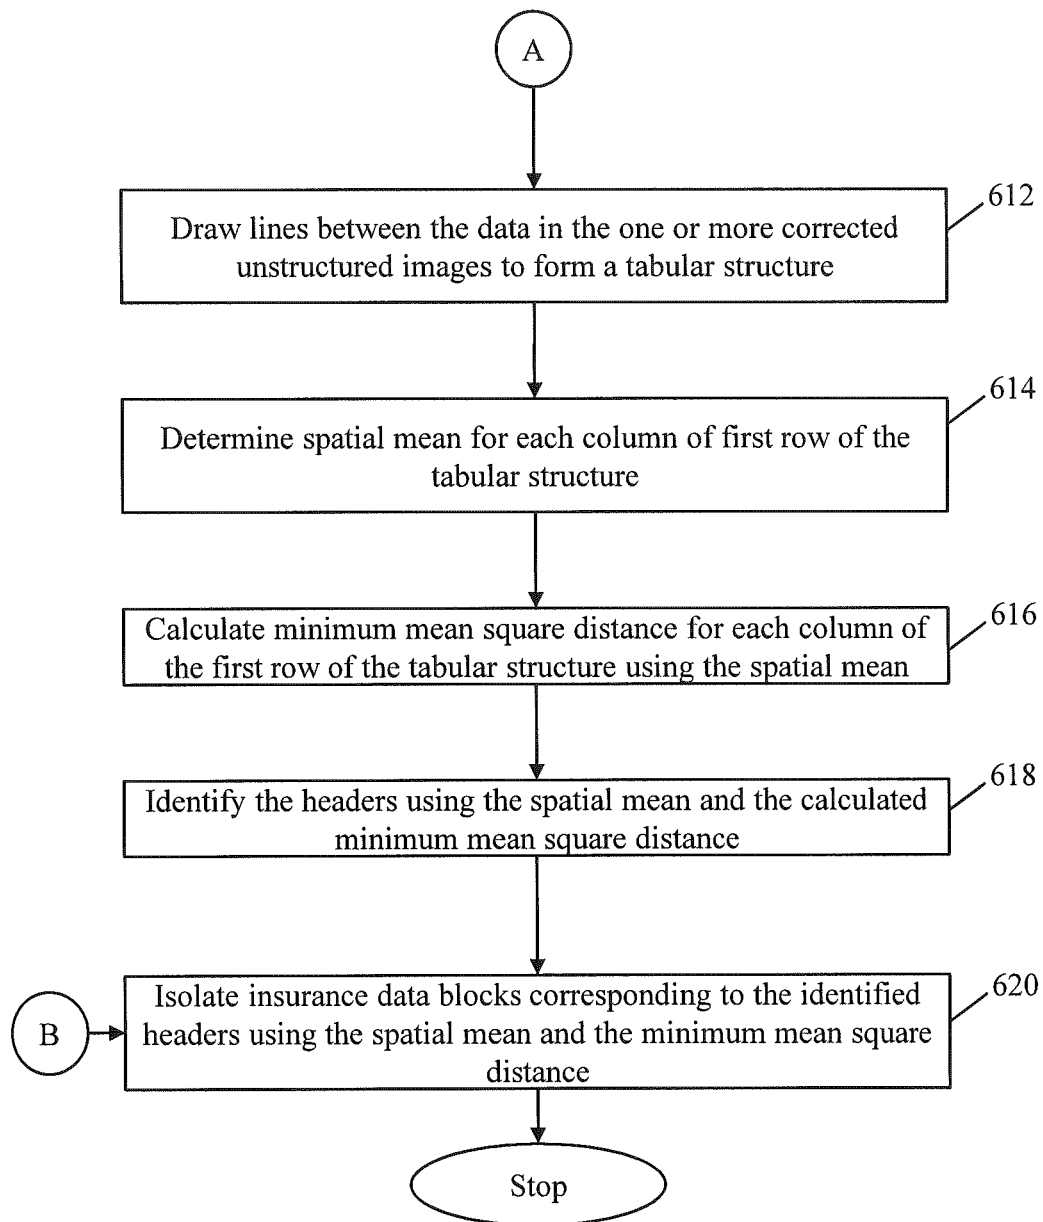 A
612
Draw lines between the data in the one or more corrected
unstructured images to form a tabular structure
614
Determine spatial mean for each column of first row of the
tabular structure
616
Calculate minimum mean square distance for each column of
the first row of the tabular structure using the spatial mean
618
Identify the headers using the spatial mean and the calculated
minimum mean square distance
620
Isolate insurance data blocks corresponding to the identified
headers using the spatial mean and the minimum mean square
distance
B
Stop